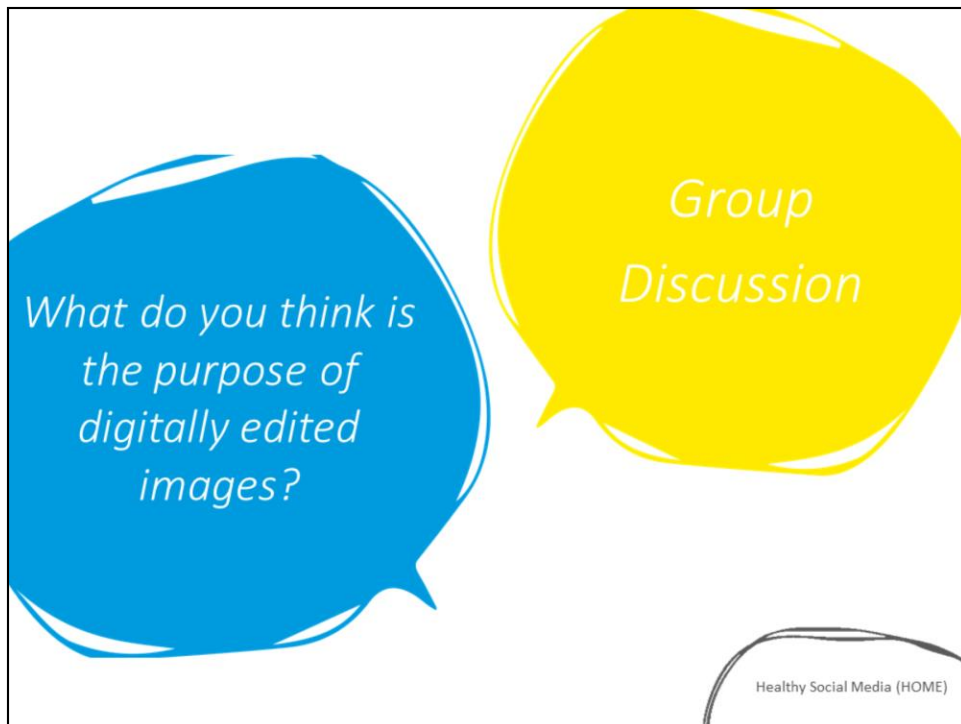 Group
Discussion
What do you think is
the purpose of
digitally edited
images?
Healthy Social Media (HOME)